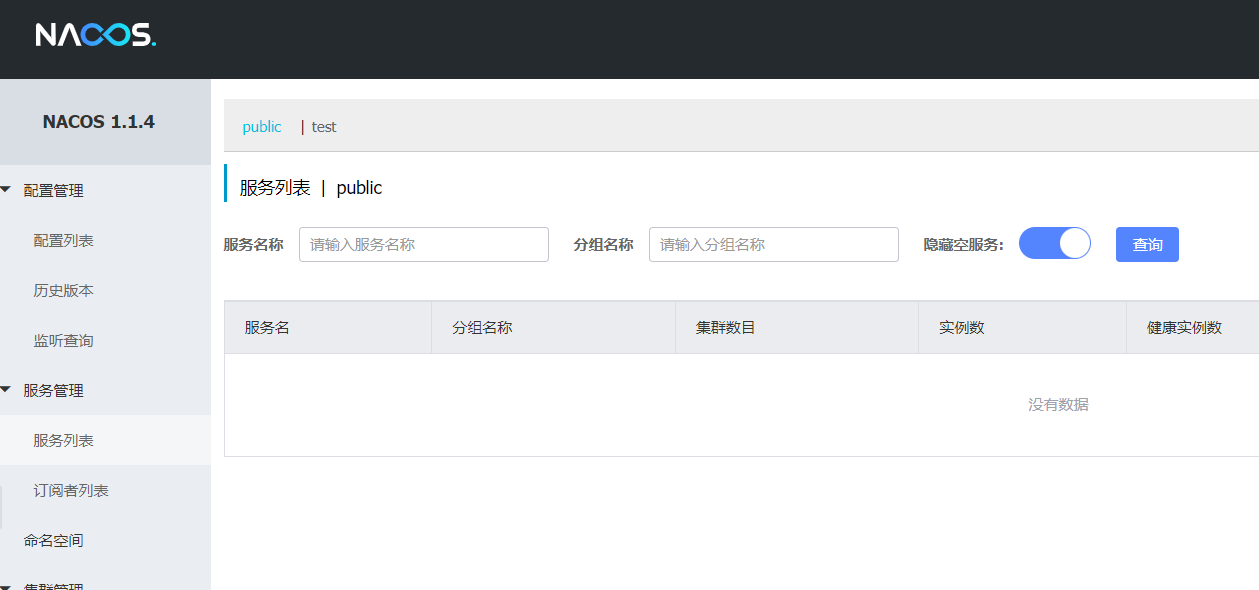 NACOS.
NACOS 1.1.4
配置管理
配置列表
历史版本
监听查询
服务管理
服务列表
订阅者列表
命名空间
集群管理
public | test
服务列表 | public
服务名称 请输入服务名称 分组名称 请输入分组名称 隐藏空服务: 查询
服务名 分组名称 集群数目 实例数 健康实例数
没有数据